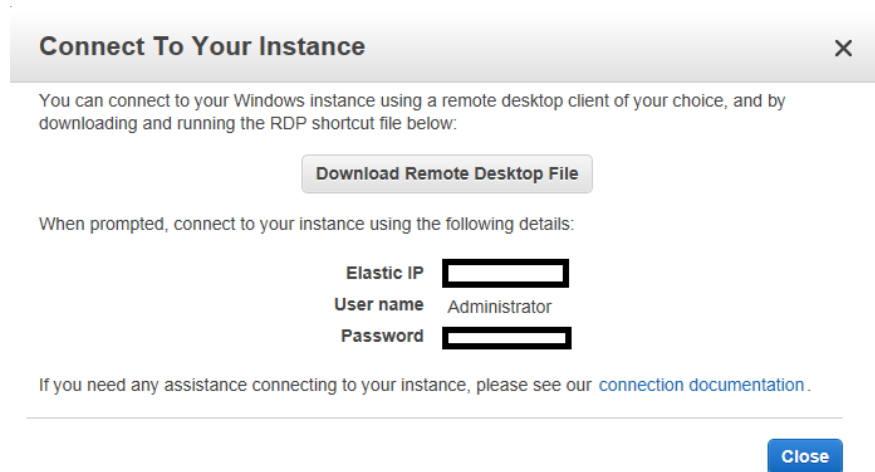 Connect To Your Instance
You can connect to your Windows instance using a remote desktop client of your choice, and by
downloading and running the RDP shortcut file below:
Download Remote Desktop File
When prompted, connect to your instance using the following details:
Elastic IP
User name Administrator
Password
If you need any assistance connecting to your instance, please see our connection documentation.
Close